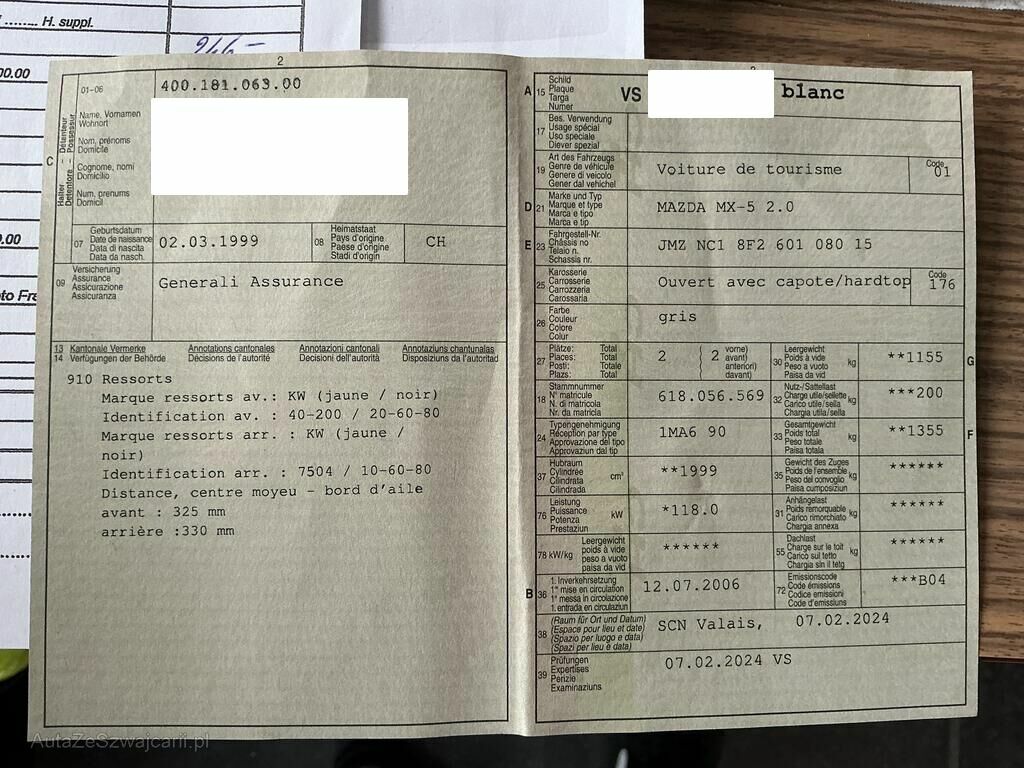 H. suppl.
00.00
0.00
2
01-06
400.181.063.00
Halter Détenteur
Detentore Possessur
C
Name, Vornamen
Wohnort
Nom, prénoms
Domicile
Cognome, nomi
Domicilio
Num, prenums
Domicil
07
Geburtsdatum
Date de naissance
Data di nascita
Data da nasch.
02.03.1999
08
Heimatstaat
Pays d'origine
Paese d'origine
Stadi d'origin
CH
09
Versicherung
Assurance
Assicurazione
Assicuranza
Generali Assurance
13 Kantonale Vermerke Annotations cantonales Annotazioni cantonali Annotaziuns chantunalas
14 Verfügungen der Behörde Décisions de l'autorité Decisioni dell'autorità Disposiziuns da l'autoritad
910 Ressorts
Marque ressorts av.: KW (jaune / noir)
Identification av. : 40-200 / 20-60-80
Marque ressorts arr. : KW (jaune /
noir)
Identification arr. : 7504 / 10-60-80
Distance, centre moyeu - bord d'aile
avant : 325 mm
arrière :330 mm
A 15
Schild
Plaque
Targa
Numer
VS
blanc
17
Bes. Verwendung
Usage spécial
Uso speciale
Diever spezial
19
Art des Fahrzeugs
Genre de véhicule
Genere di veicolo
Gener dal vehichel
Voiture de tourisme
Code
01
D 21
Marke und Typ
Marque et type
Marca e tipo
Marca e tip
MAZDA MX-5 2.0
E 23
Fahrgestell-Nr.
Châssis no
Telaio n.
Schassis nr.
JMZ NC1 8F2 601 080 15
25
Karosserie
Carrosserie
Carrozzeria
Carossaria
Ouvert avec capote/hardtop
Code
176
26
Farbe
Couleur
Colore
Colur
gris
27
Plätze: Total
Places: Total
Posti: Totale
Plazs: Total
2
( 2
vorne)
avant)
anteriori)
davant)
30
Leergewicht
Poids à vide
Peso a vuoto
Paisa da vid
kg
**1155
G
18
Stammnummer
N° matricule
N. di matricola
Nr. da matricla
618.056.569
32
Nutz-/Sattellast
Charge utile/sellette
Carico utile/sella
Chargia utila/sella
kg
***200
24
Typengenehmigung
Réception par type
Approvazione del tipo
Approvaziun dal tip
1MA6 90
33
Gesamtgewicht
Poids total
Peso totale
Paisa totala
kg
**1355
F
37
Hubraum
Cylindrée
Cilindrata
Cilindrada
cm³
**1999
35
Gewicht des Zuges
Poids de l'ensemble
Peso del convoglio
Paisa cumposiziun
kg
******
76
Leistung
Puissance
Potenza
Prestaziun
kW
*118.0
31
Anhängelast
Poids remorquable
Carico rimorchiato
Chargia annexa
kg
******
78 kW/kg
Leergewicht
poids à vide
peso a vuoto
paisa da vid
******
55
Dachlast
Charge sur le toit
Carico sul tetto
Chargia sin il tetg
kg
******
B 36
1. Inverkehrsetzung
1re mise en circulation
1a messa in circolazione
1. entrada en circulaziun
12.07.2006
72
Emissionscode
Code émissions
Codice emissioni
Code d'emissiuns
***B04
38
(Raum für Ort und Datum)
(Espace pour lieu et date)
(Spazio per luogo e data)
(Spazi per lieu e data)
SCN Valais, 07.02.2024
39
Prüfungen
Expertises
Perizie
Examinaziuns
07.02.2024 VS
AutaZeSzwajcarii.pl